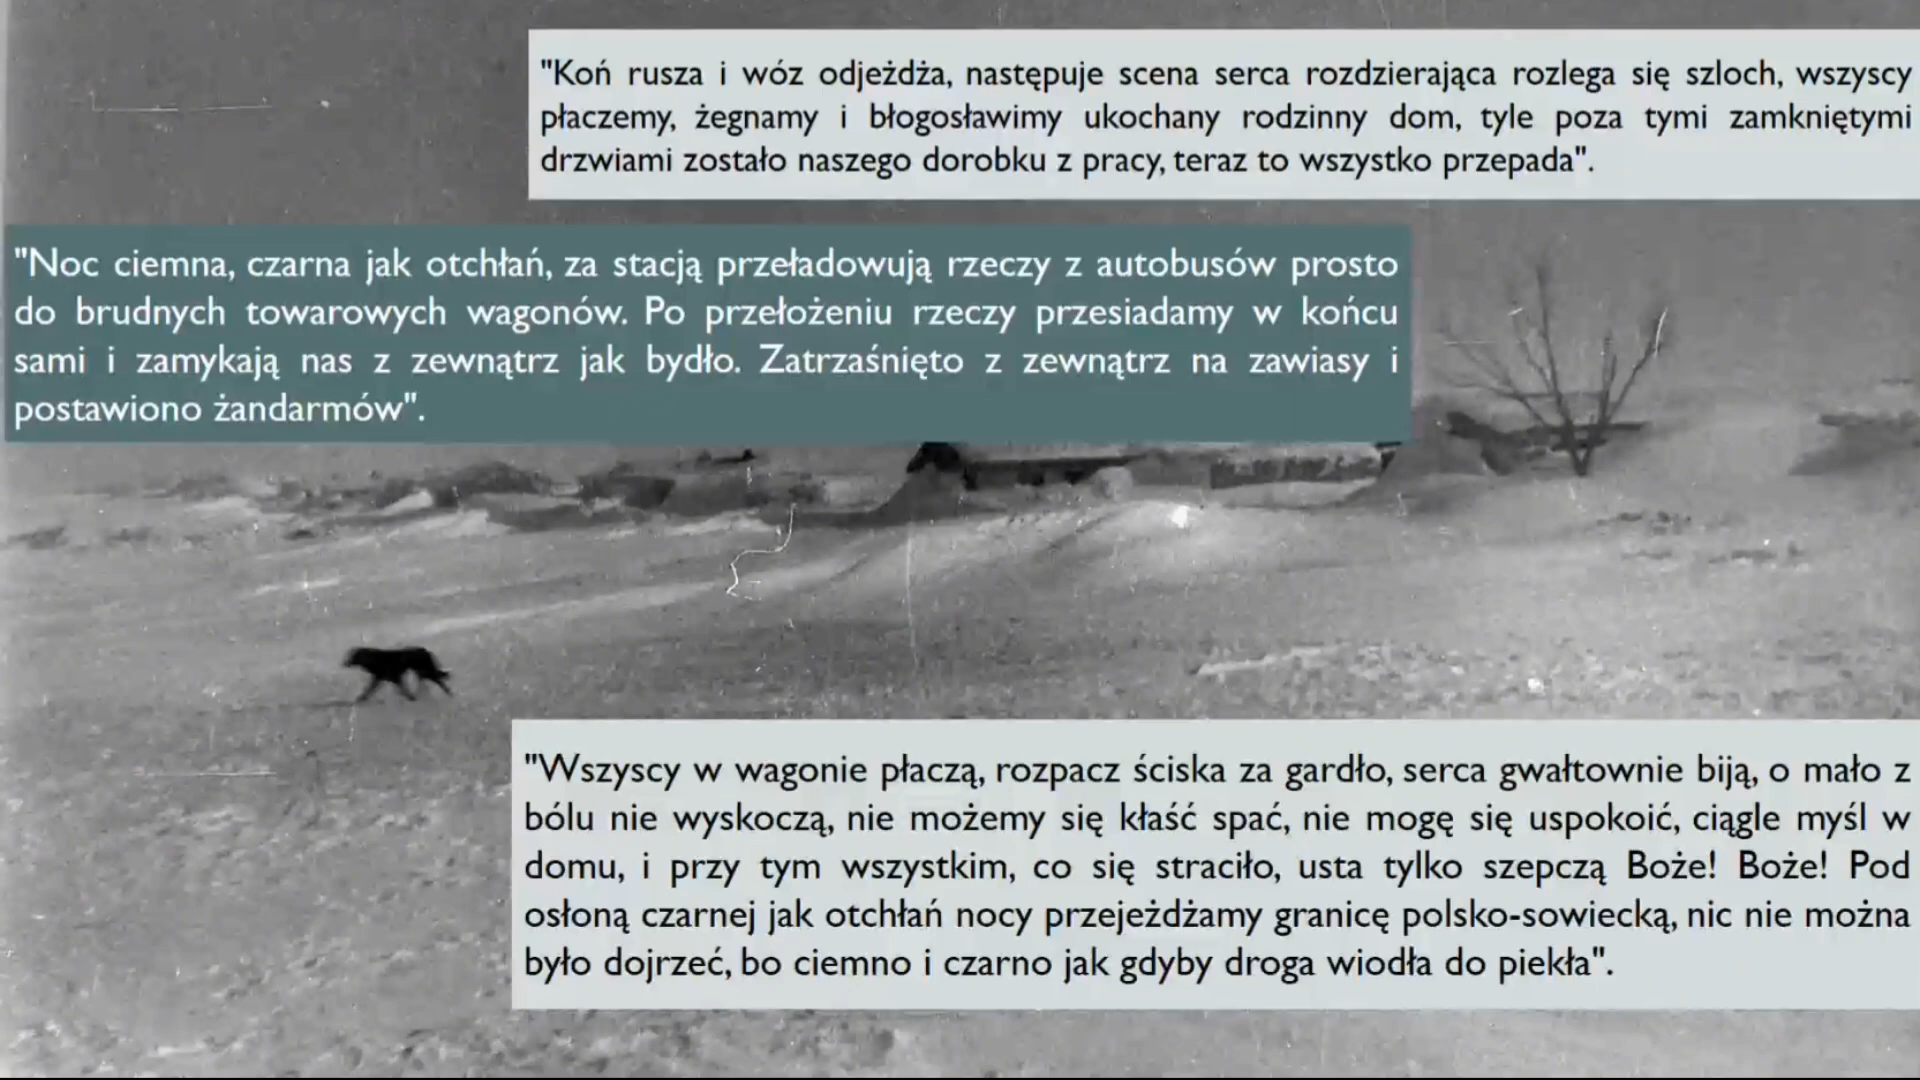 "Koń rusza i wóz odjeżdża, następuje scena serca rozdzierająca rozlega się szloch, wszyscy
płaczemy, żegnamy i błogosławimy ukochany rodzinny dom, tyle poza tymi zamkniętymi
drzwiami zostało naszego dorobku z pracy, teraz to wszystko przepada".
"Noc ciemna, czarna jak otchłań, za stacją przeładowują rzeczy z autobusów prosto
do brudnych towarowych wagonów. Po przełożeniu rzeczy przesiadamy w końcu
sami i zamykają nas z zewnątrz jak bydło. Zatrzaśnięto z zewnątrz na zawiasy i
postawiono żandarmów".
"Wszyscy w wagonie płaczą, rozpacz ściska za gardło, serca gwałtownie biją, o mało z
bólu nie wyskoczą, nie możemy się kłaść spać, nie mogę się uspokoić, ciągle myśl w
domu, i przy tym wszystkim, co się straciło, usta tylko szepczą Boże! Boże! Pod
osłoną czarnej jak otchłań nocy przejeżdżamy granicę polsko-sowiecką, nic nie można
było dojrzeć, bo ciemno i czarno jak gdyby droga wiodła do piekła".